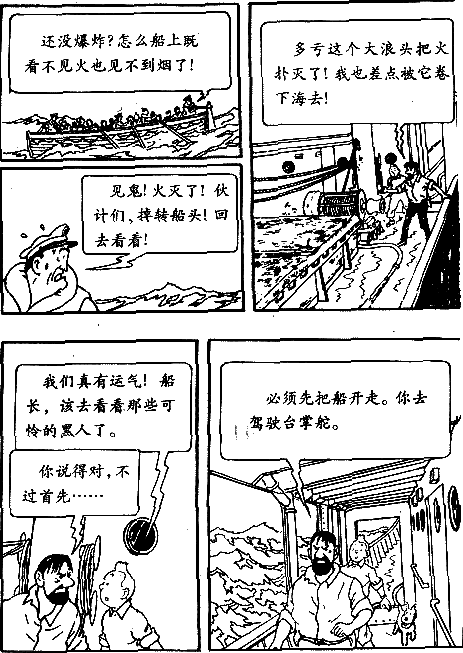 还没爆炸?怎么船上既
看不见火也见不到烟了!
见鬼!火灭了!伙
计们,掉转船头!回
去看看!
多亏这个大浪头把火
扑灭了!我也差点被它卷
下海去!
我们真有运气!船
长,该去看看那些可
怜的黑人了。
你说得对,不
过首先……
必须先把船开走。你去
驾驶台掌舵。